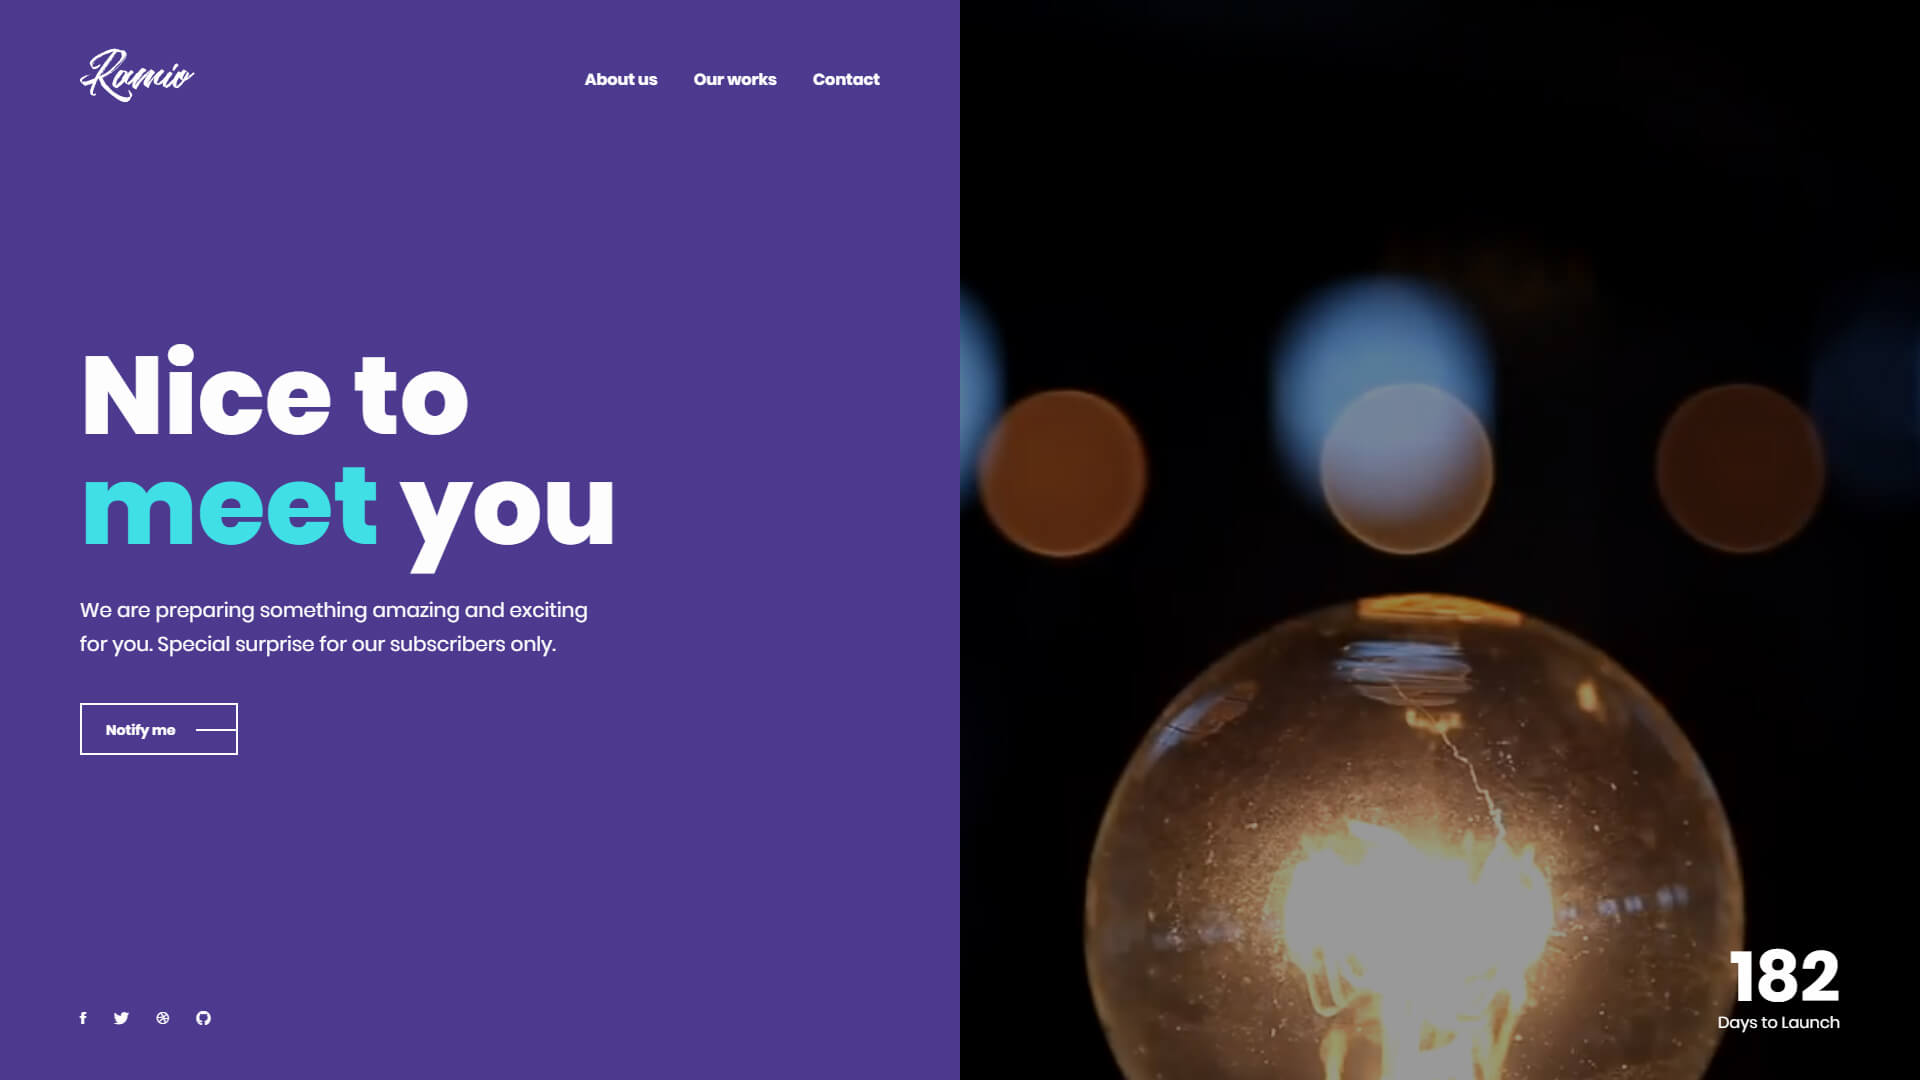 Ramio
About us
Our works
Contact
Nice to
meet you
We are preparing something amazing and exciting
for you. Special surprise for our subscribers only.
Notify me
182
Days to Launch